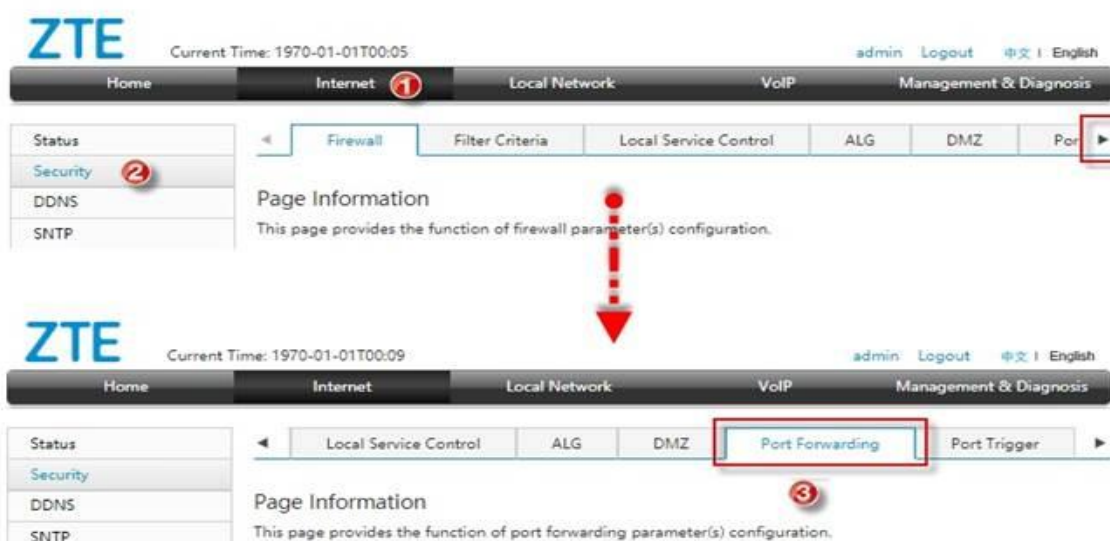 ZTE
Current Time: 1970-01-01T00:05
admin Logout 中文 | English
Home Internet 1 Local Network VoIP Management & Diagnosis
Status
Security 2
DDNS
SNTP
Firewall Filter Criteria Local Service Control ALG DMZ Por
Page Information
This page provides the function of firewall parameter(s) configuration.
ZTE
Current Time: 1970-01-01T00:09
admin Logout 中文 | English
Home Internet Local Network VoIP Management & Diagnosis
Status
Security
DDNS
SNTP
Local Service Control ALG DMZ Port Forwarding Port Trigger
3
Page Information
This page provides the function of port forwarding parameter(s) configuration.